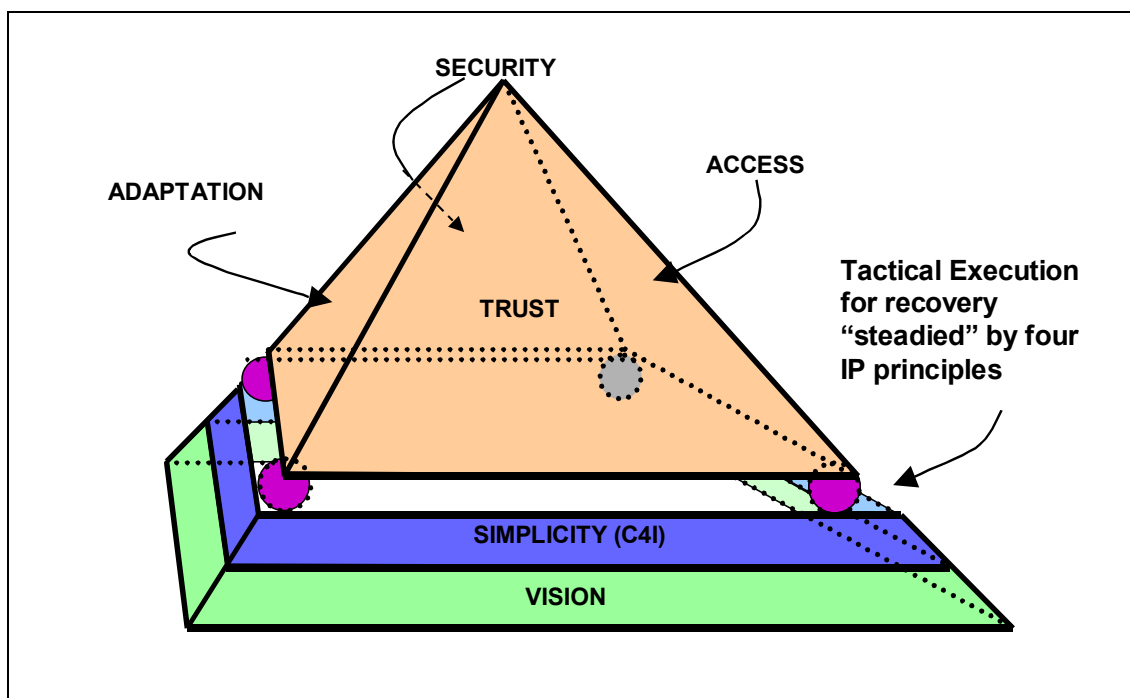 SECURITY
ADAPTATION
ACCESS
Tactical Execution
for recovery
“steadied” by four
IP principles
TRUST
SIMPLICITY (C4I)
VISION